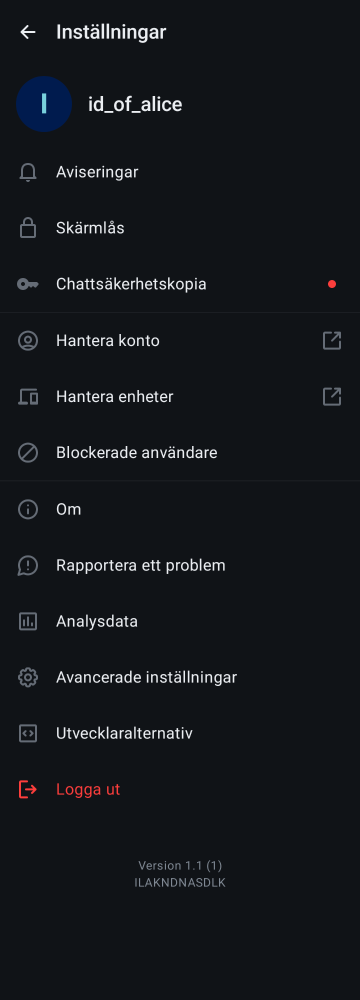 Inställningar
I
id_of_alice
Aviseringar
Skärmlås
Chattsäkerhetskopia
Hantera konto
Hantera enheter
Blockerade användare
Om
Rapportera ett problem
Analysdata
Avancerade inställningar
Utvecklaralternativ
Logga ut
Version 1.1 (1)
ILAKNDNASDLK